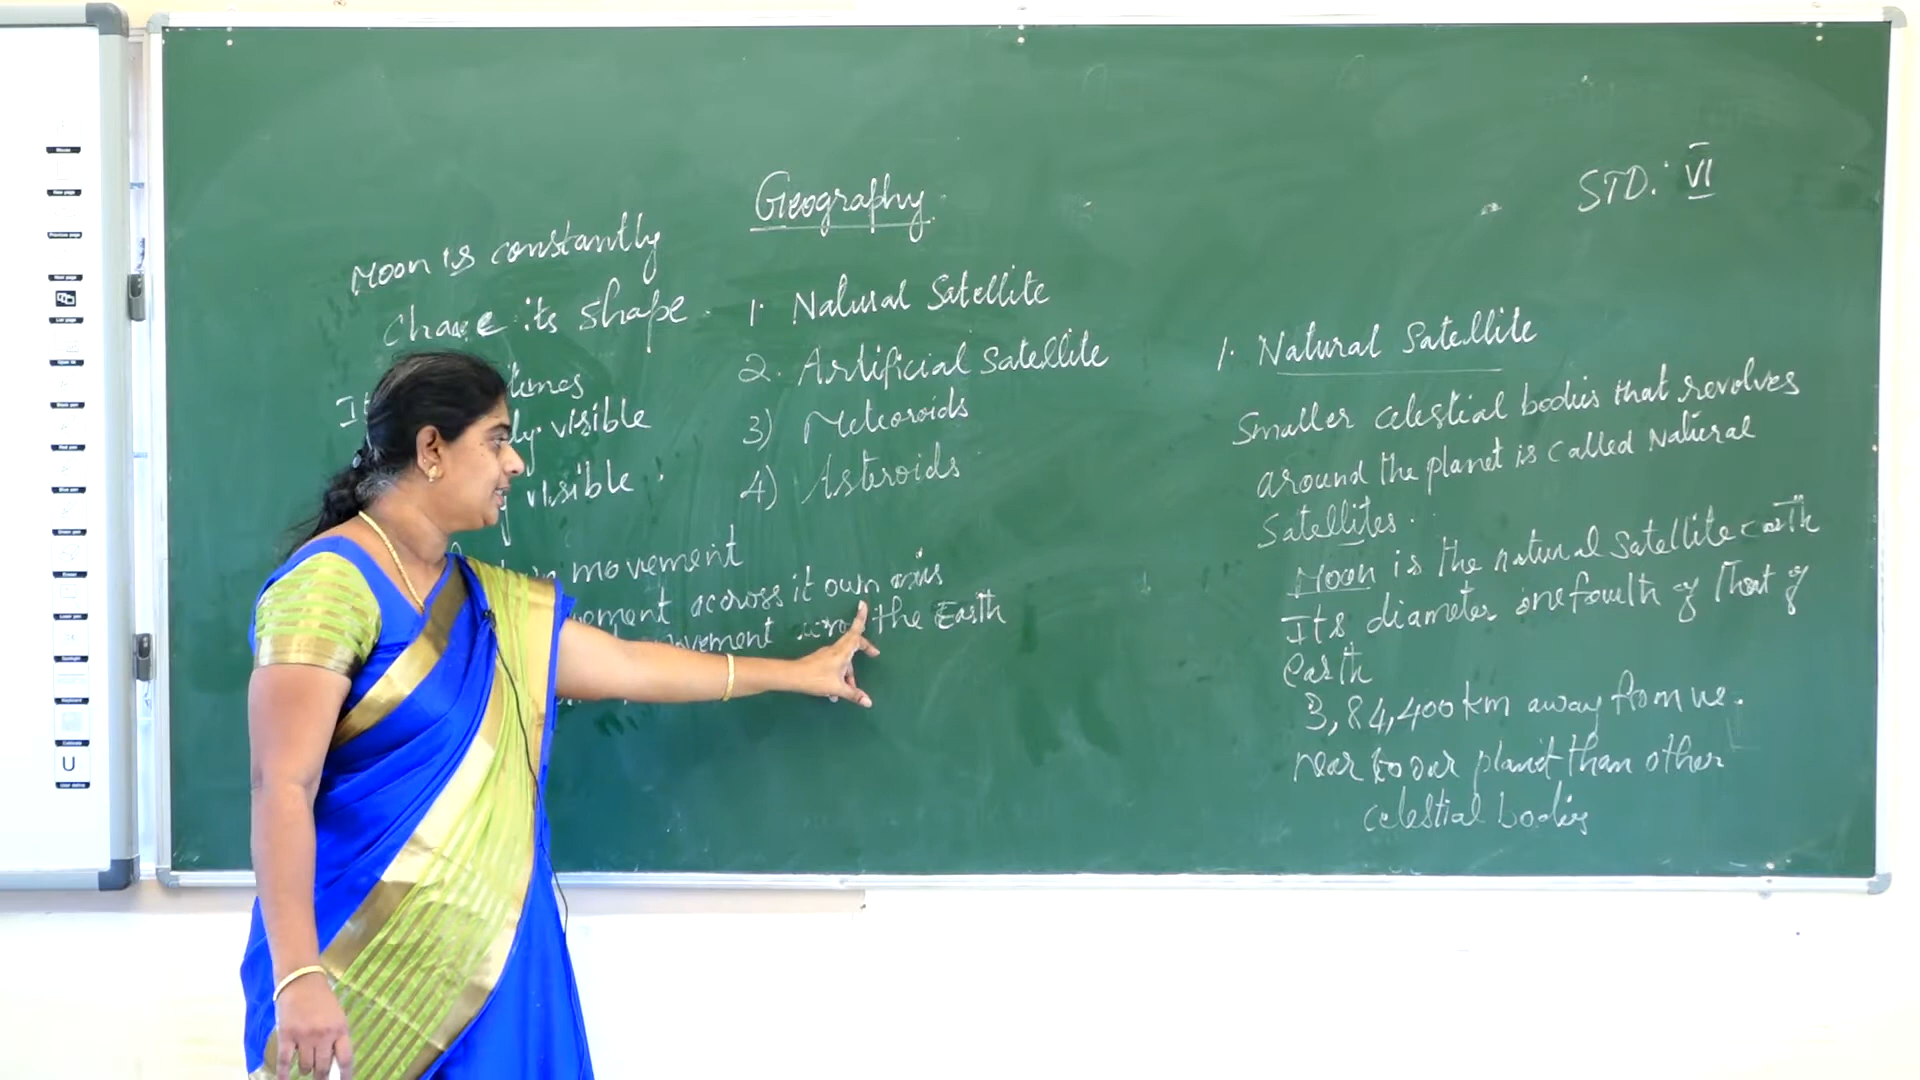 Geography
STD: VI
Moon is constantly
change its shape.
times
visible
visible.
movement
movement across it own axis
movement the Earth
1. Natural Satellite
2. Artificial Satellite
3) Meteoroids
4) Asteroids
1. Natural Satellite
Smaller celestial bodies that revolves
around the planet is called Natural
Satellites.
Moon is the natural satellite earth
Its diameter onefourth of that of
earth
3,84,400 km away from us.
near to our planet than other
celestial bodies
U